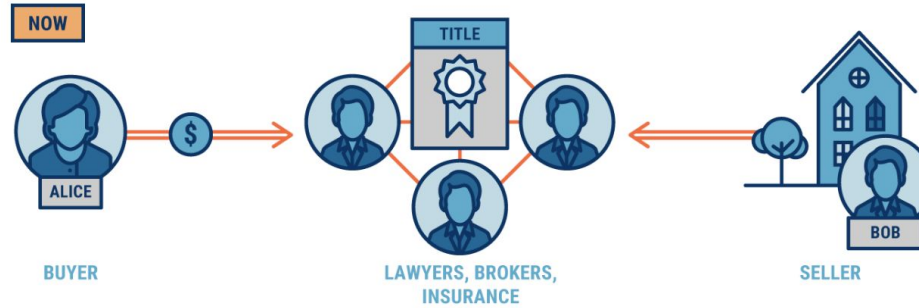 NOW
TITLE
$
ALICE
BOB
BUYER
LAWYERS, BROKERS,
INSURANCE
SELLER